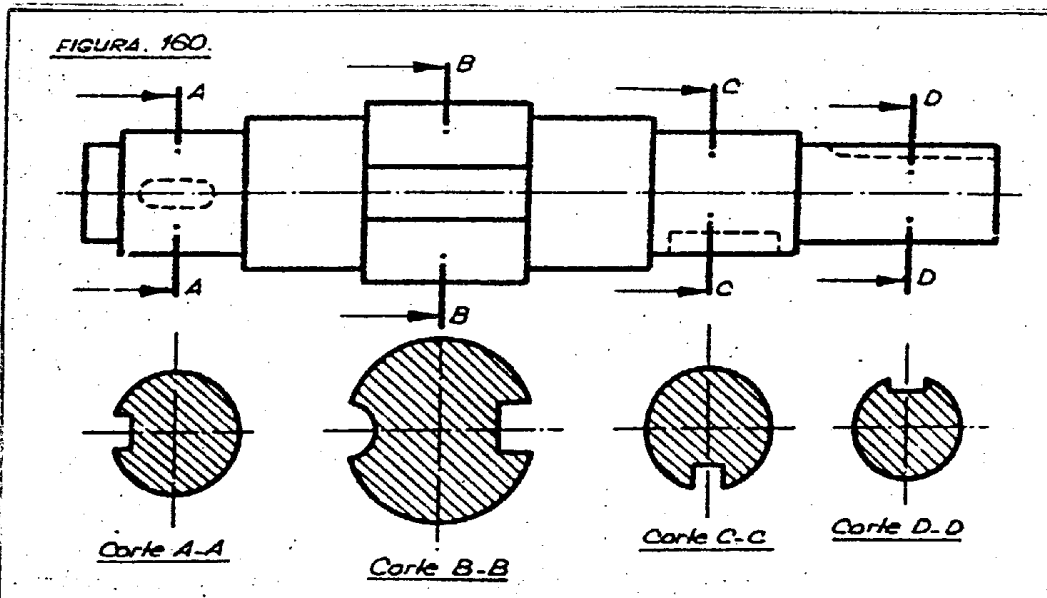 FIGURA. 160.
A
B
C
D
A
B
C
D
Corte A-A
Corte B-B
Corte C-C
Corte D-D